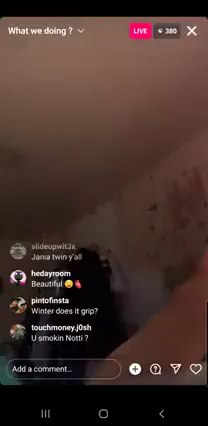 What we doing ?
LIVE
380
slideupwit3x
Jania twin y'all
hedayroom
Beautiful 😩🫀
pintofinsta
Winter does it grip?
touchmoney.j0sh
U smokin Notti ?
Add a comment...